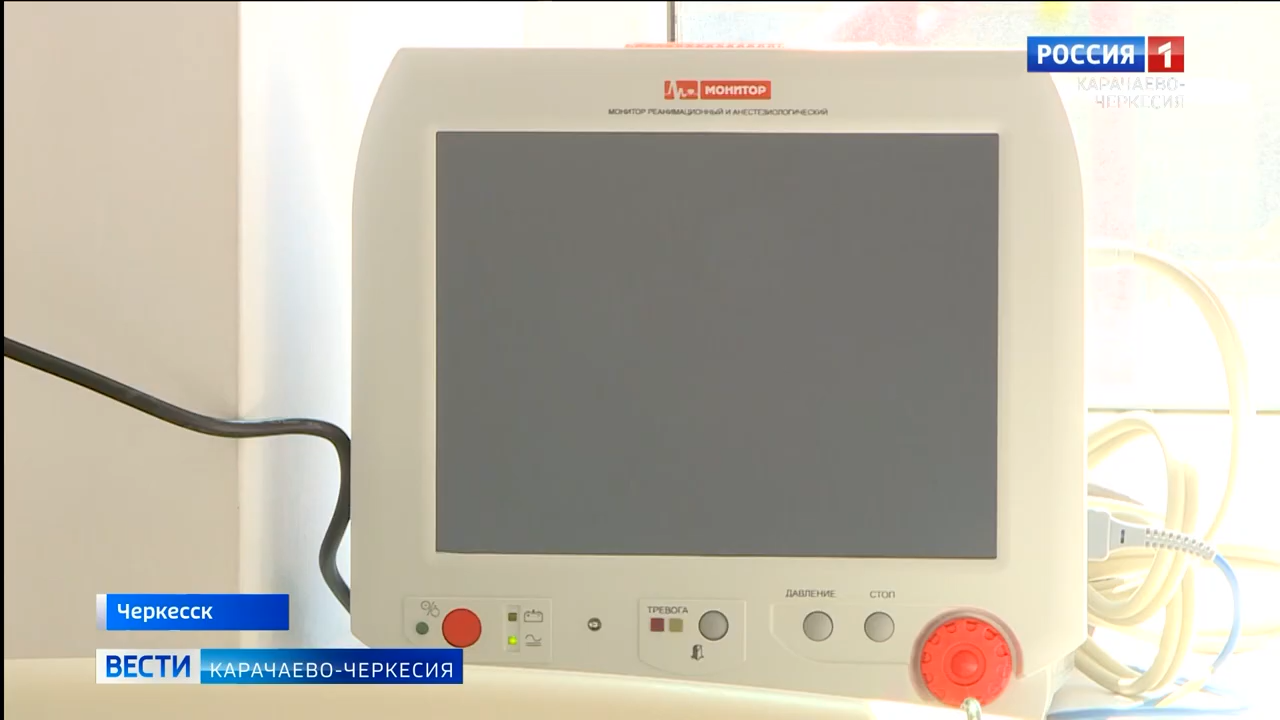 РОССИЯ 1
КАРАЧАЕВО-
ЧЕРКЕСИЯ
МОНИТОР
МОНИТОР РЕАНИМАЦИОННЫЙ И АНЕСТЕЗИОЛОГИЧЕСКИЙ
ТРЕВОГА
ДАВЛЕНИЕ
СТОП
Черкесск
ВЕСТИ КАРАЧАЕВО-ЧЕРКЕСИЯ